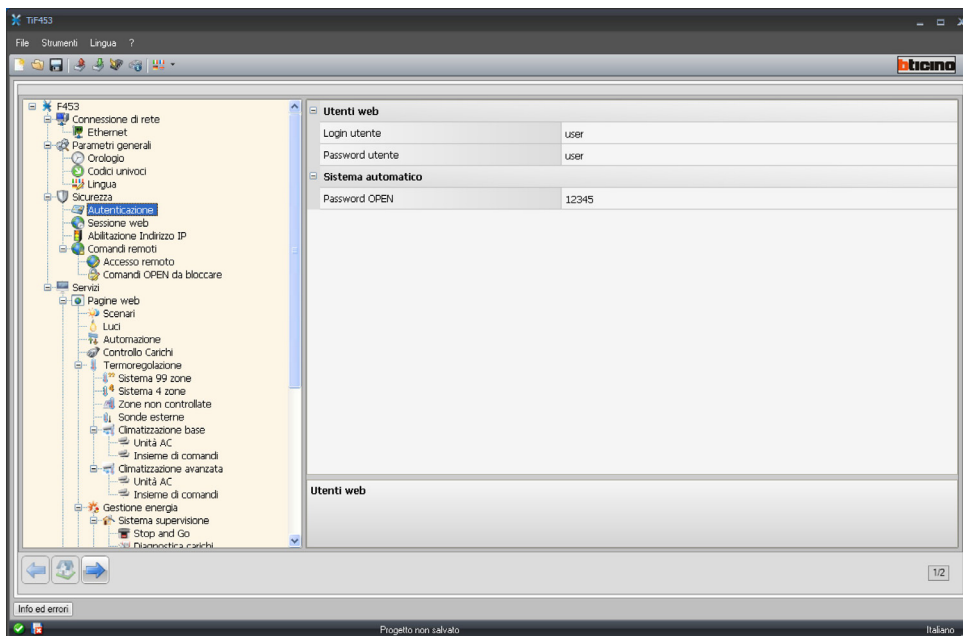 TiF453
File Strumenti Lingua ?
bticino
F453
Connessione di rete
Ethernet
Parametri generali
Orologio
Codici univoci
Lingua
Sicurezza
Autenticazione
Sessione web
Abilitazione Indirizzo IP
Comandi remoti
Accesso remoto
Comandi OPEN da bloccare
Servizi
Pagine web
Scenari
Luci
Automazione
Controllo Carichi
Termoregolazione
Sistema 99 zone
Sistema 4 zone
Zone non controllate
Sonde esterne
Climatizzazione base
Unità AC
Insieme di comandi
Climatizzazione avanzata
Unità AC
Insieme di comandi
Gestione energia
Sistema supervisione
Stop and Go
Diagnostica carichi
Utenti web
Login utente user
Password utente user
Sistema automatico
Password OPEN 12345
Utenti web
1/2
Info ed errori
Progetto non salvato
Italiano